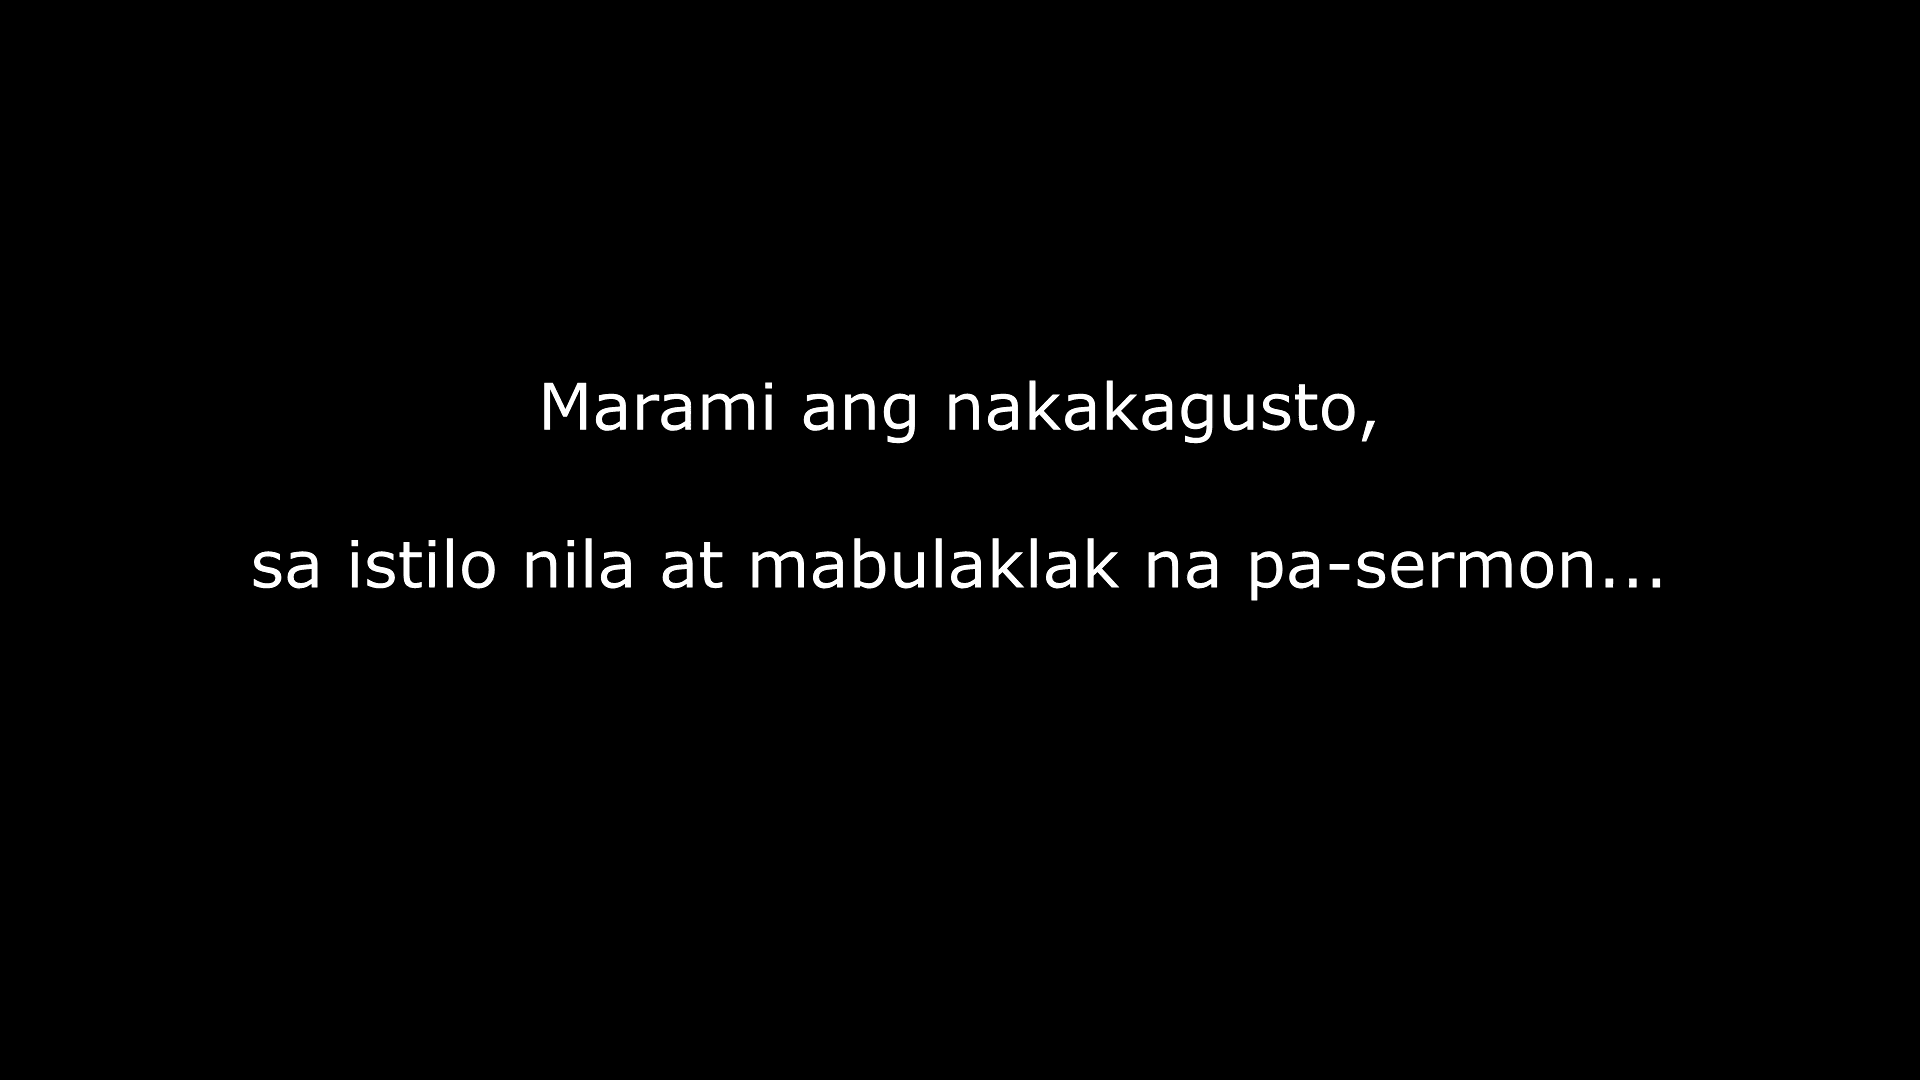 Marami ang nakakagusto,
sa istilo nila at mabulaklak na pa-sermon...